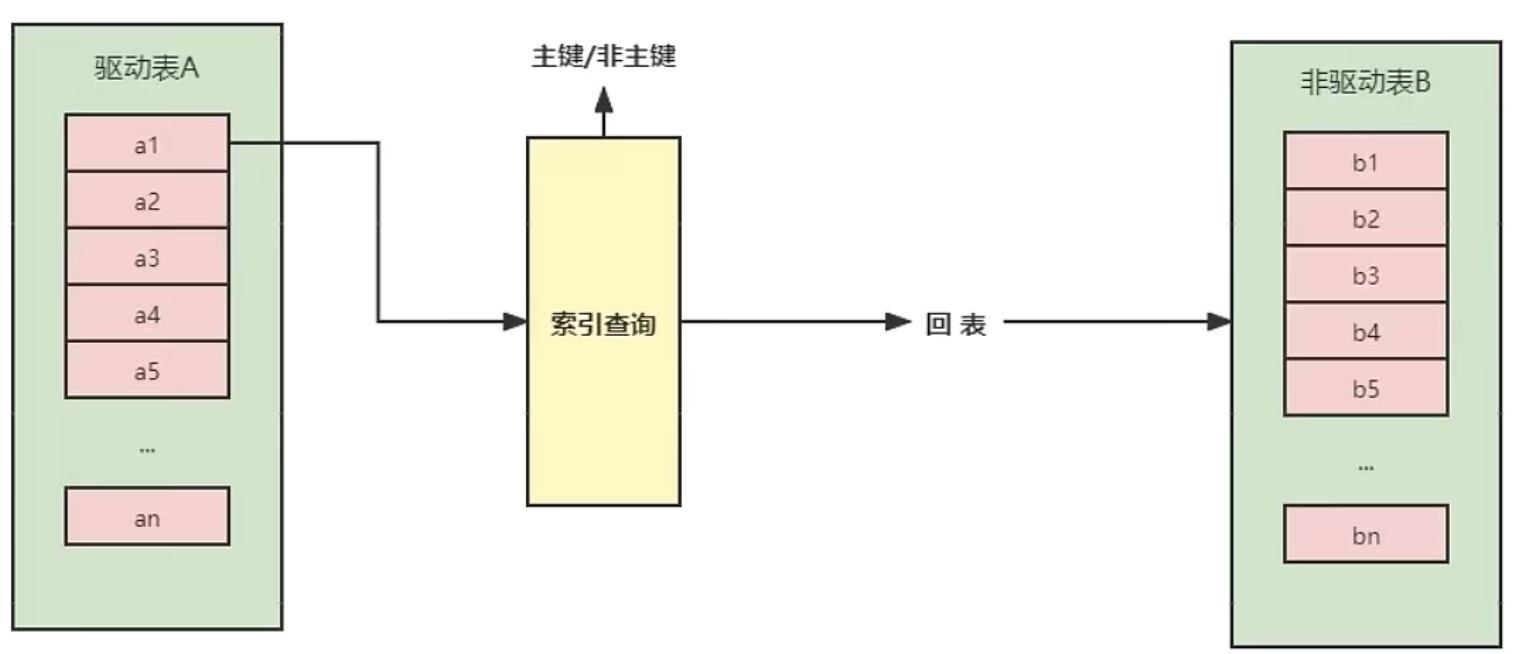 驱动表A
a1
a2
a3
a4
a5
...
an
主键/非主键
索引查询
回 表
非驱动表B
b1
b2
b3
b4
b5
...
bn